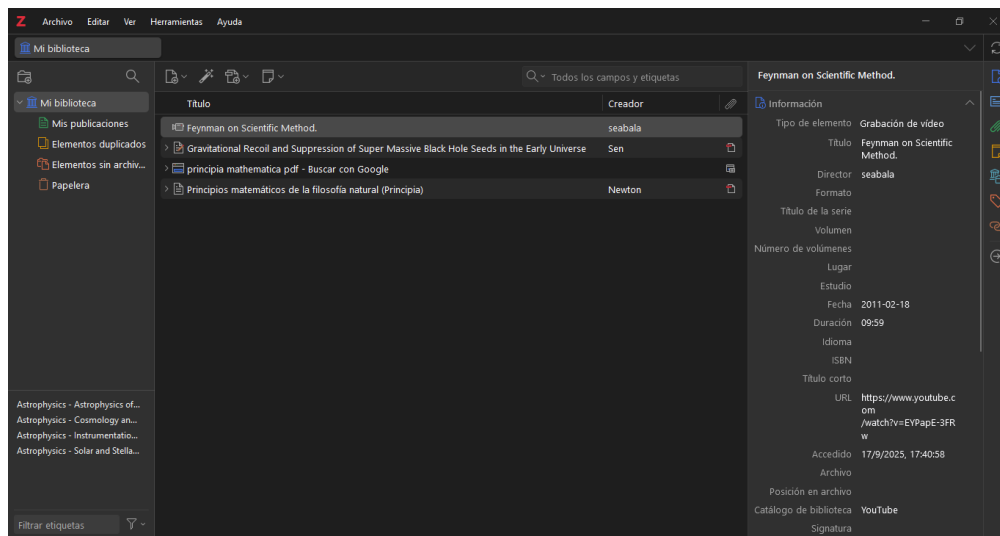 Z Archivo Editar Ver Herramientas Ayuda
Mi biblioteca
Todos los campos y etiquetas
Mi biblioteca
Mis publicaciones
Elementos duplicados
Elementos sin archiv...
Papelera
Título Creador
Feynman on Scientific Method. seabala
Gravitational Recoil and Suppression of Super Massive Black Hole Seeds in the Early Universe Sen
principia mathematica pdf - Buscar con Google
Principios matemáticos de la filosofía natural (Principia) Newton
Astrophysics - Astrophysics of...
Astrophysics - Cosmology an...
Astrophysics - Instrumentatio...
Astrophysics - Solar and Stella...
Filtrar etiquetas
Feynman on Scientific Method.
Información
Tipo de elemento Grabación de vídeo
Título Feynman on Scientific
Method.
Director seabala
Formato
Título de la serie
Volumen
Número de volúmenes
Lugar
Estudio
Fecha 2011-02-18
Duración 09:59
Idioma
ISBN
Título corto
URL https://www.youtube.c
om
/watch?v=EYPapE-3FR
w
Accedido 17/9/2025, 17:40:58
Archivo
Posición en archivo
Catálogo de biblioteca YouTube
Signatura